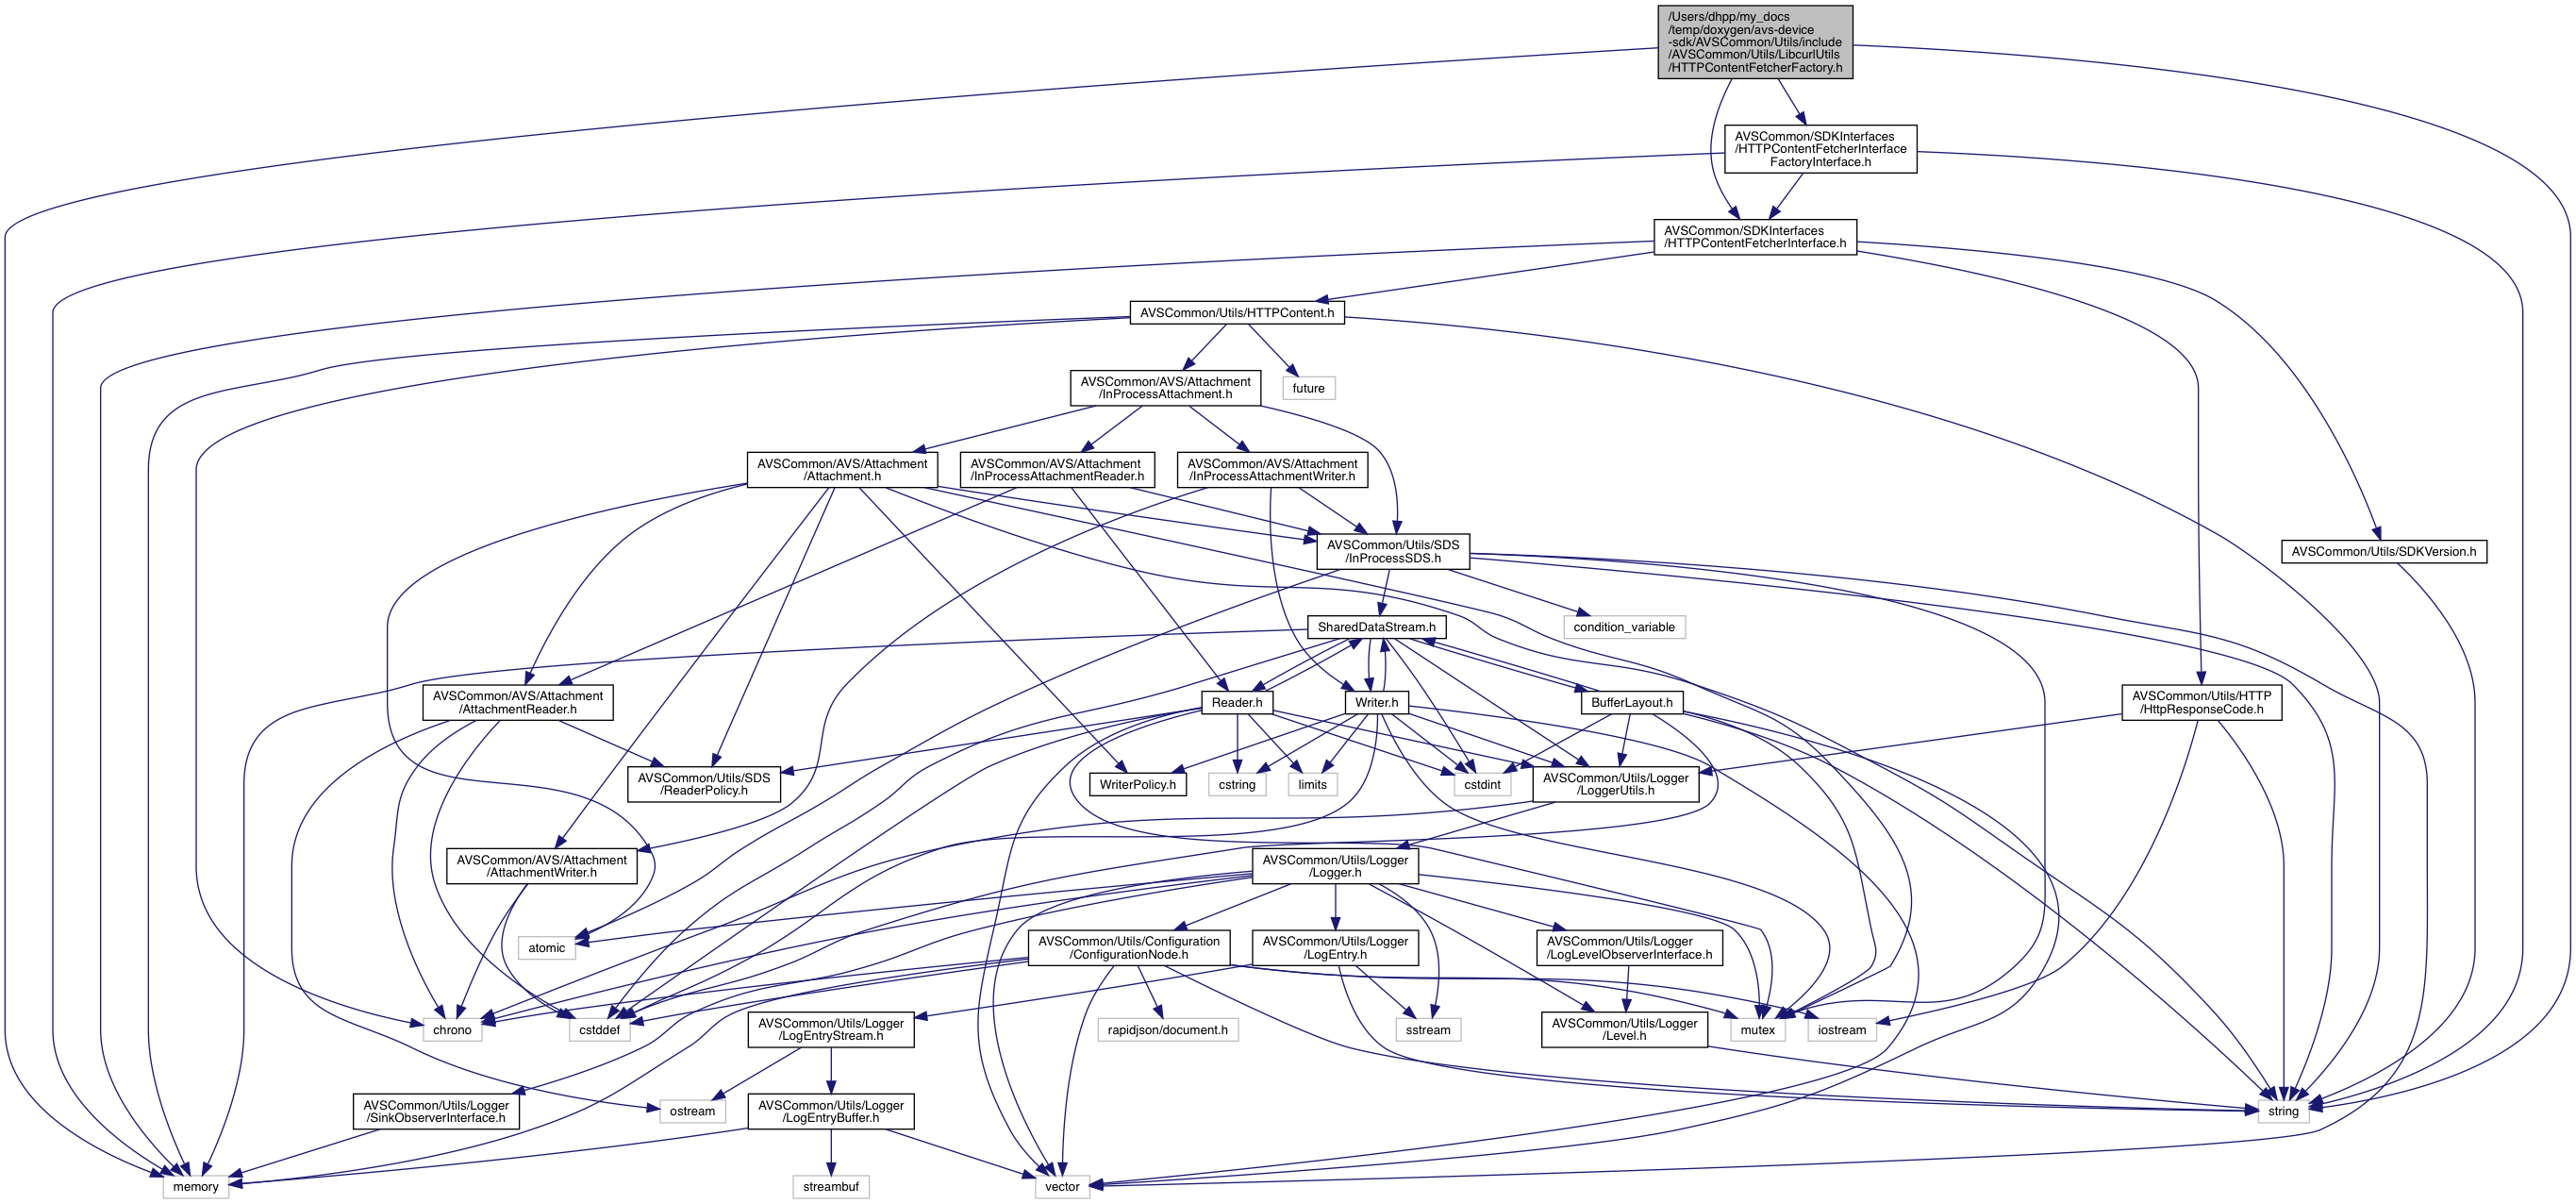 /Users/dhpp/my_docs
/temp/doxygen/avs-device
-sdk/AVSCommon/Utils/include
/AVSCommon/Utils/LibcurlUtils
/HTTPContentFetcherFactory.h
AVSCommon/SDKInterfaces
/HTTPContentFetcherInterface
FactoryInterface.h
AVSCommon/SDKInterfaces
/HTTPContentFetcherInterface.h
AVSCommon/Utils/HTTPContent.h
AVSCommon/AVS/Attachment
/InProcessAttachment.h
future
AVSCommon/AVS/Attachment
/Attachment.h
AVSCommon/AVS/Attachment
/InProcessAttachmentReader.h
AVSCommon/AVS/Attachment
/InProcessAttachmentWriter.h
AVSCommon/Utils/SDS
/InProcessSDS.h
AVSCommon/Utils/SDKVersion.h
SharedDataStream.h
condition_variable
AVSCommon/AVS/Attachment
/AttachmentReader.h
Reader.h
Writer.h
BufferLayout.h
AVSCommon/Utils/HTTP
/HttpResponseCode.h
AVSCommon/Utils/SDS
/ReaderPolicy.h
WriterPolicy.h
cstring
limits
cstdint
AVSCommon/Utils/Logger
/LoggerUtils.h
AVSCommon/AVS/Attachment
/AttachmentWriter.h
AVSCommon/Utils/Logger
/Logger.h
atomic
AVSCommon/Utils/Configuration
/ConfigurationNode.h
AVSCommon/Utils/Logger
/LogEntry.h
AVSCommon/Utils/Logger
/LogLevelObserverInterface.h
chrono
cstddef
AVSCommon/Utils/Logger
/LogEntryStream.h
rapidjson/document.h
sstream
AVSCommon/Utils/Logger
/Level.h
mutex
iostream
AVSCommon/Utils/Logger
/SinkObserverInterface.h
ostream
AVSCommon/Utils/Logger
/LogEntryBuffer.h
string
memory
streambuf
vector